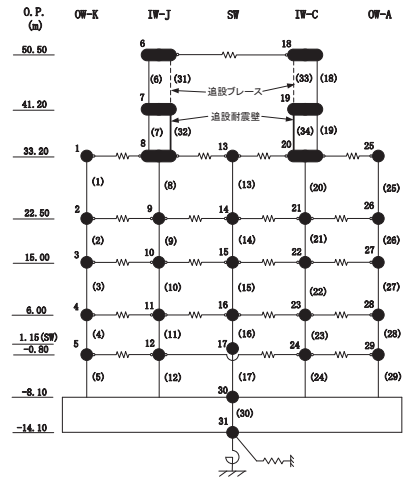 O.P. OW-K IW-J SW IW-C OW-A
(m)
6 18
50.50
(6) (31) (33) (18)
追設ブレース
7 19
41.20
追設耐震壁
(7) (32) (34) (19)
1 8 13 20 25
33.20
(1) (8) (13) (20) (25)
2 9 14 21 26
22.50
(2) (9) (14) (21) (26)
3 10 15 22 27
15.00
(3) (10) (15) (22) (27)
4 11 16 23 28
6.00
(4) (11) (16) (23) (28)
1.15(SW)
5 12 17 24 29
-0.80
(5) (12) (17) (24) (29)
30
-8.10
(30)
31
-14.10